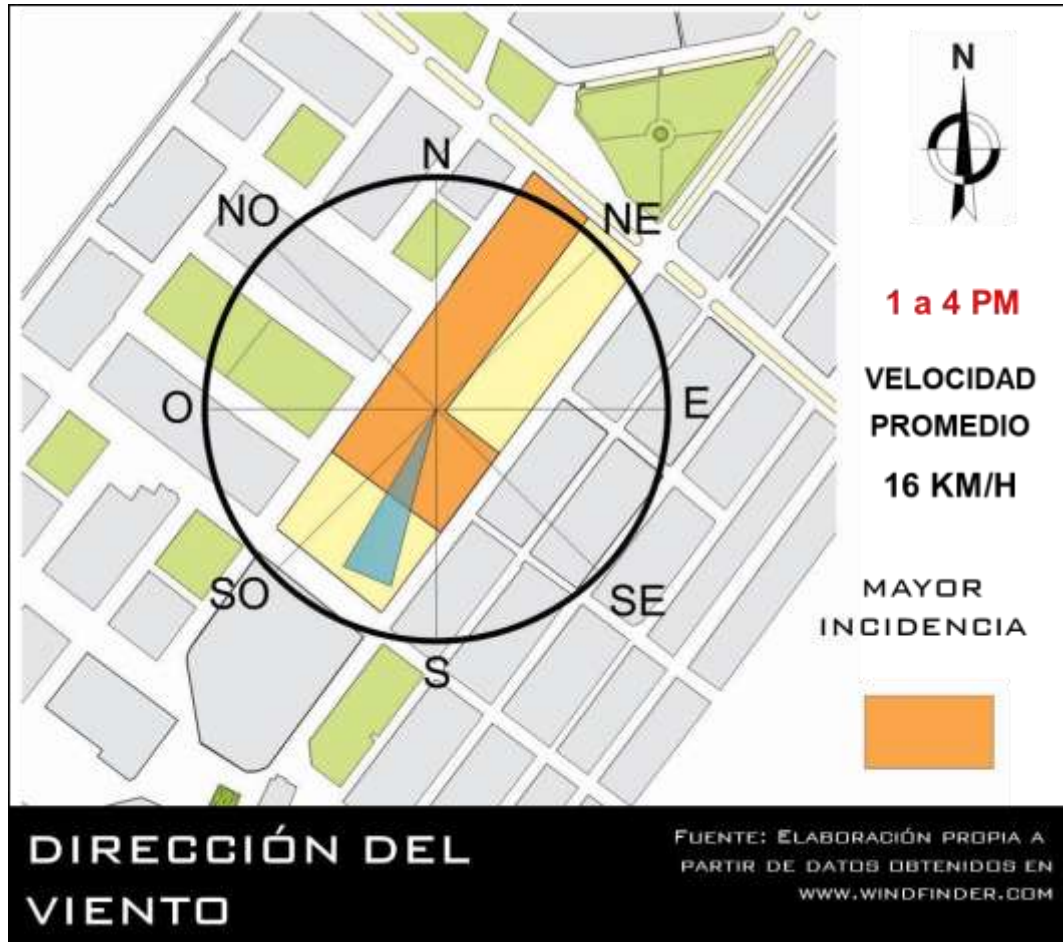 N
N
NO
NE
1 a 4 PM
VELOCIDAD
PROMEDIO
16 KM/H
O
E
SO
SE
S
MAYOR
INCIDENCIA
DIRECCIÓN DEL
VIENTO
FUENTE: ELABORACIÓN PROPIA A
PARTIR DE DATOS OBTENIDOS EN
WWW.WINDFINDER.COM